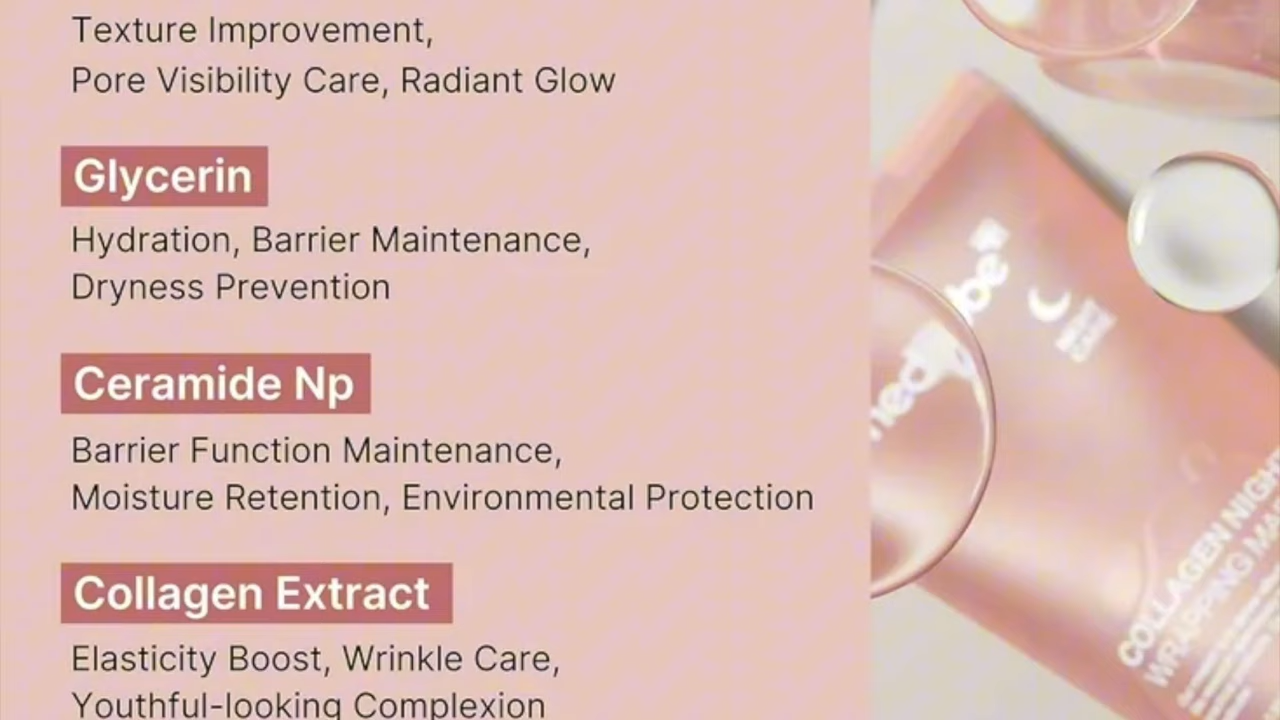 Texture Improvement,
Pore Visibility Care, Radiant Glow
Glycerin
Hydration, Barrier Maintenance,
Dryness Prevention
Ceramide Np
Barrier Function Maintenance,
Moisture Retention, Environmental Protection
Collagen Extract
Elasticity Boost, Wrinkle Care,
Youthful-looking Complexion
COLLAGEN NIGHT
WRAPPING